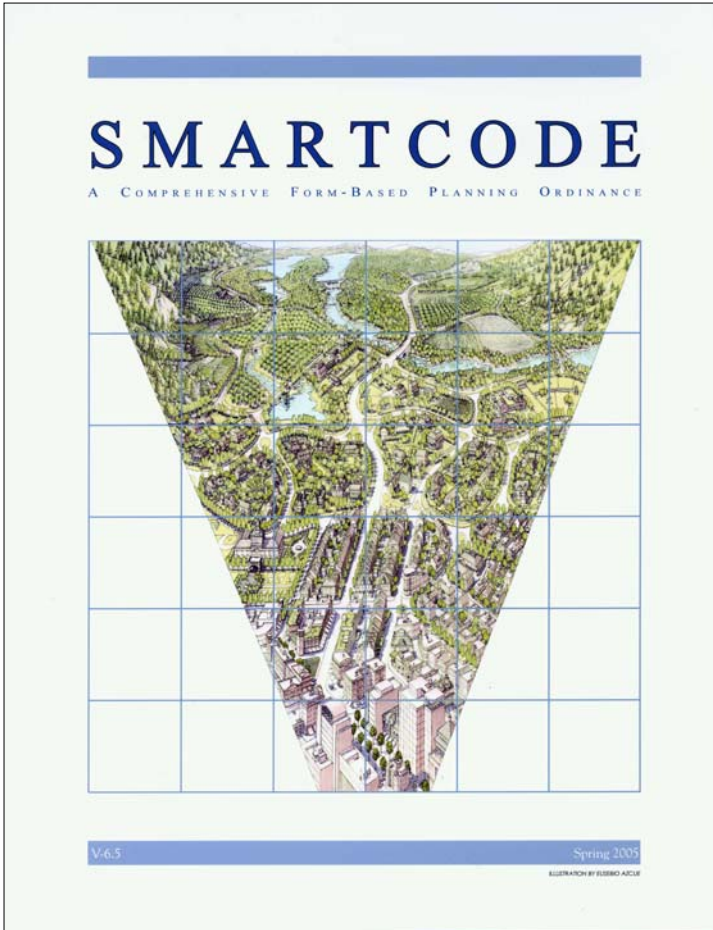 SMARTCODE
A COMPREHENSIVE FORM-BASED PLANNING ORDINANCE
V-6.5
Spring 2005
ILLUSTRATION BY EUSEBIO AZCUE